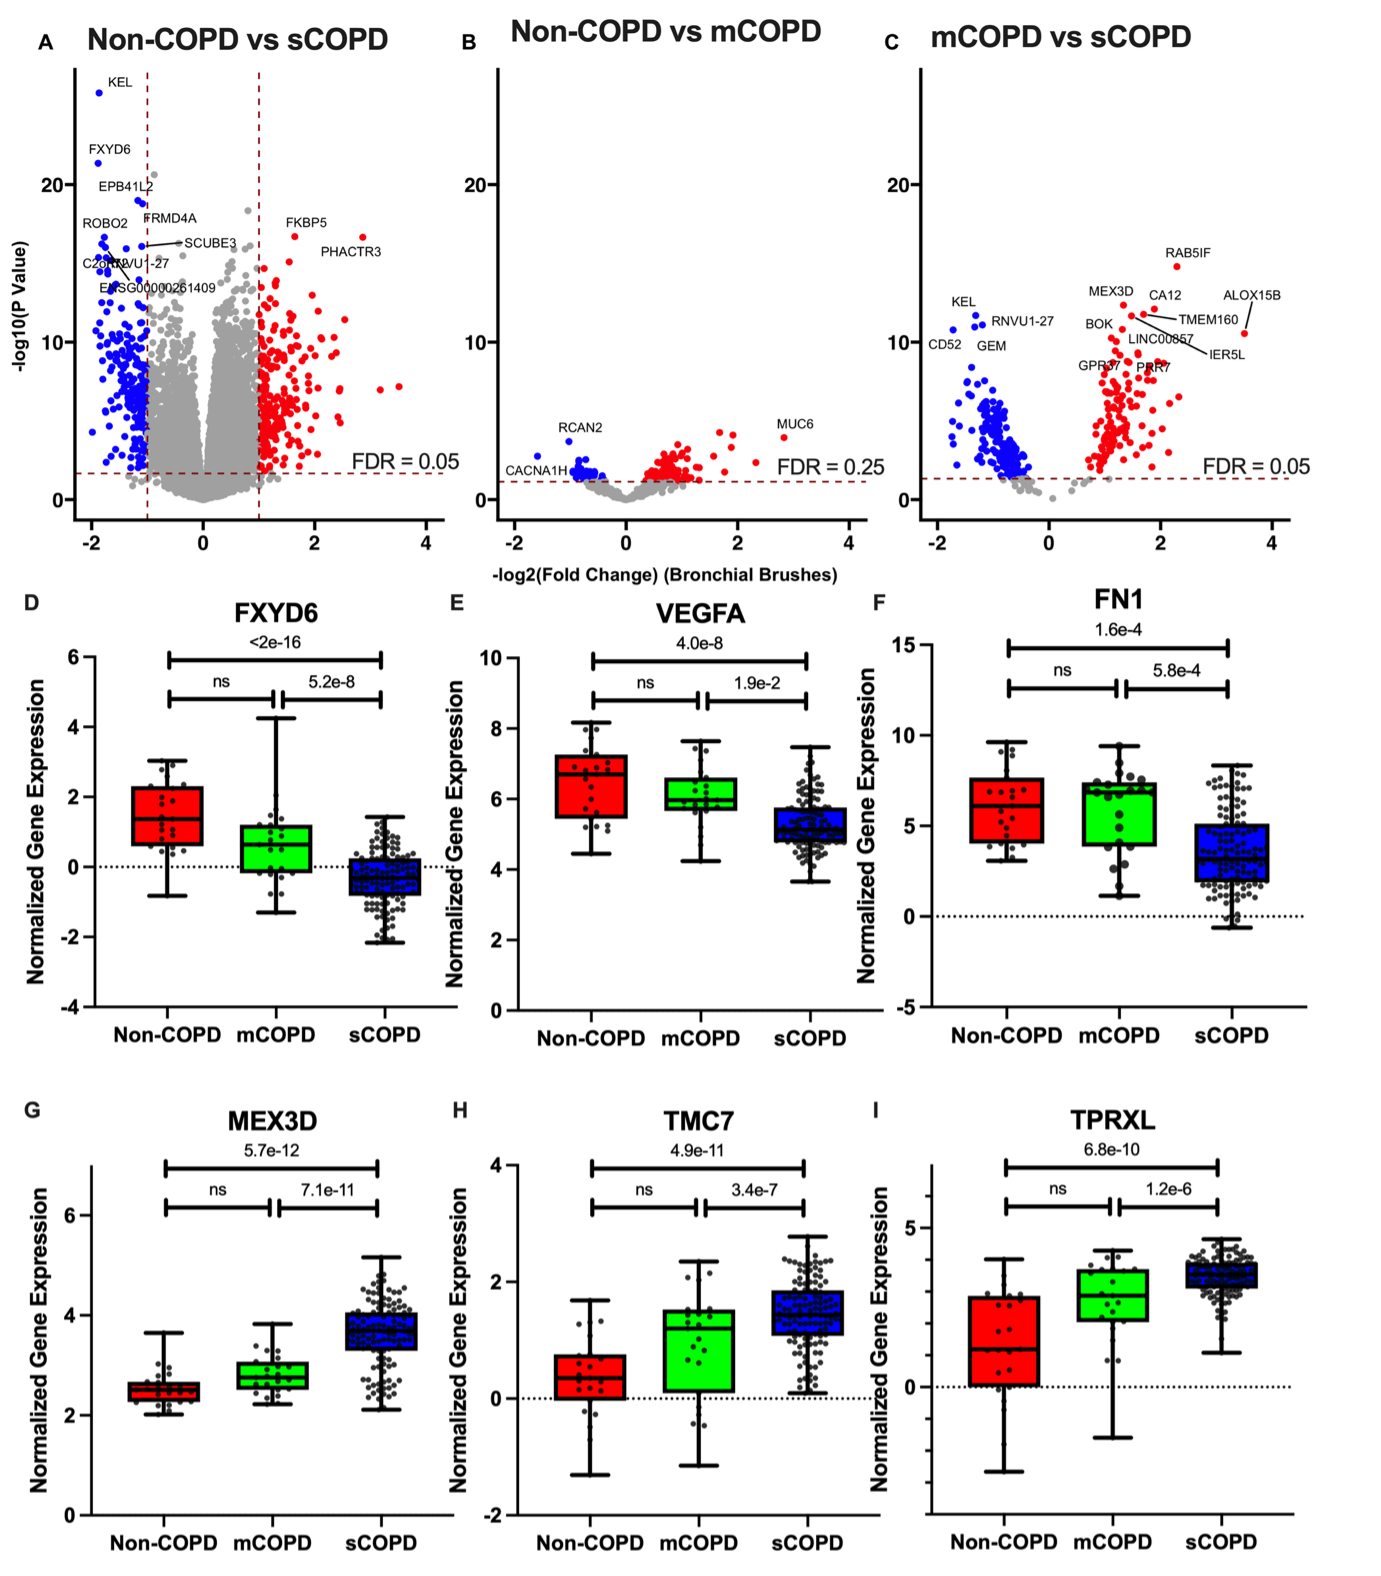 A Non-COPD vs sCOPD
B Non-COPD vs mCOPD
C mCOPD vs sCOPD
-log10(P Value)
20
10
0
-2 0 2 4
KEL
FXYD6
EPB41L2
FRMD4A
ROBO2
SCUBE3
RNVU1-27
ENSG00000261409
FKBP5
PHACTR3
FDR = 0.05
20
10
0
-2 0 2 4
RCAN2
CACNA1H
MUC6
FDR = 0.25
20
10
0
-2 0 2 4
RAB5IF
MEX3D
CA12
ALOX15B
KEL
RNVU1-27
BOK
TMEM160
CD52
GEM
LINC00857
IER5L
GPR37
PRR7
FDR = 0.05
-log2(Fold Change) (Bronchial Brushes)
D
FXYD6
<2e-16
ns
5.2e-8
Normalized Gene Expression
6
4
2
0
-2
-4
Non-COPD mCOPD sCOPD
E
VEGFA
4.0e-8
ns
1.9e-2
Normalized Gene Expression
10
8
6
4
2
0
Non-COPD mCOPD sCOPD
F
FN1
1.6e-4
ns
5.8e-4
Normalized Gene Expression
15
10
5
0
-5
Non-COPD mCOPD sCOPD
G
MEX3D
5.7e-12
ns
7.1e-11
Normalized Gene Expression
6
4
2
0
Non-COPD mCOPD sCOPD
H
TMC7
4.9e-11
ns
3.4e-7
Normalized Gene Expression
4
2
0
-2
Non-COPD mCOPD sCOPD
I
TPRXL
6.8e-10
ns
1.2e-6
Normalized Gene Expression
5
0
Non-COPD mCOPD sCOPD